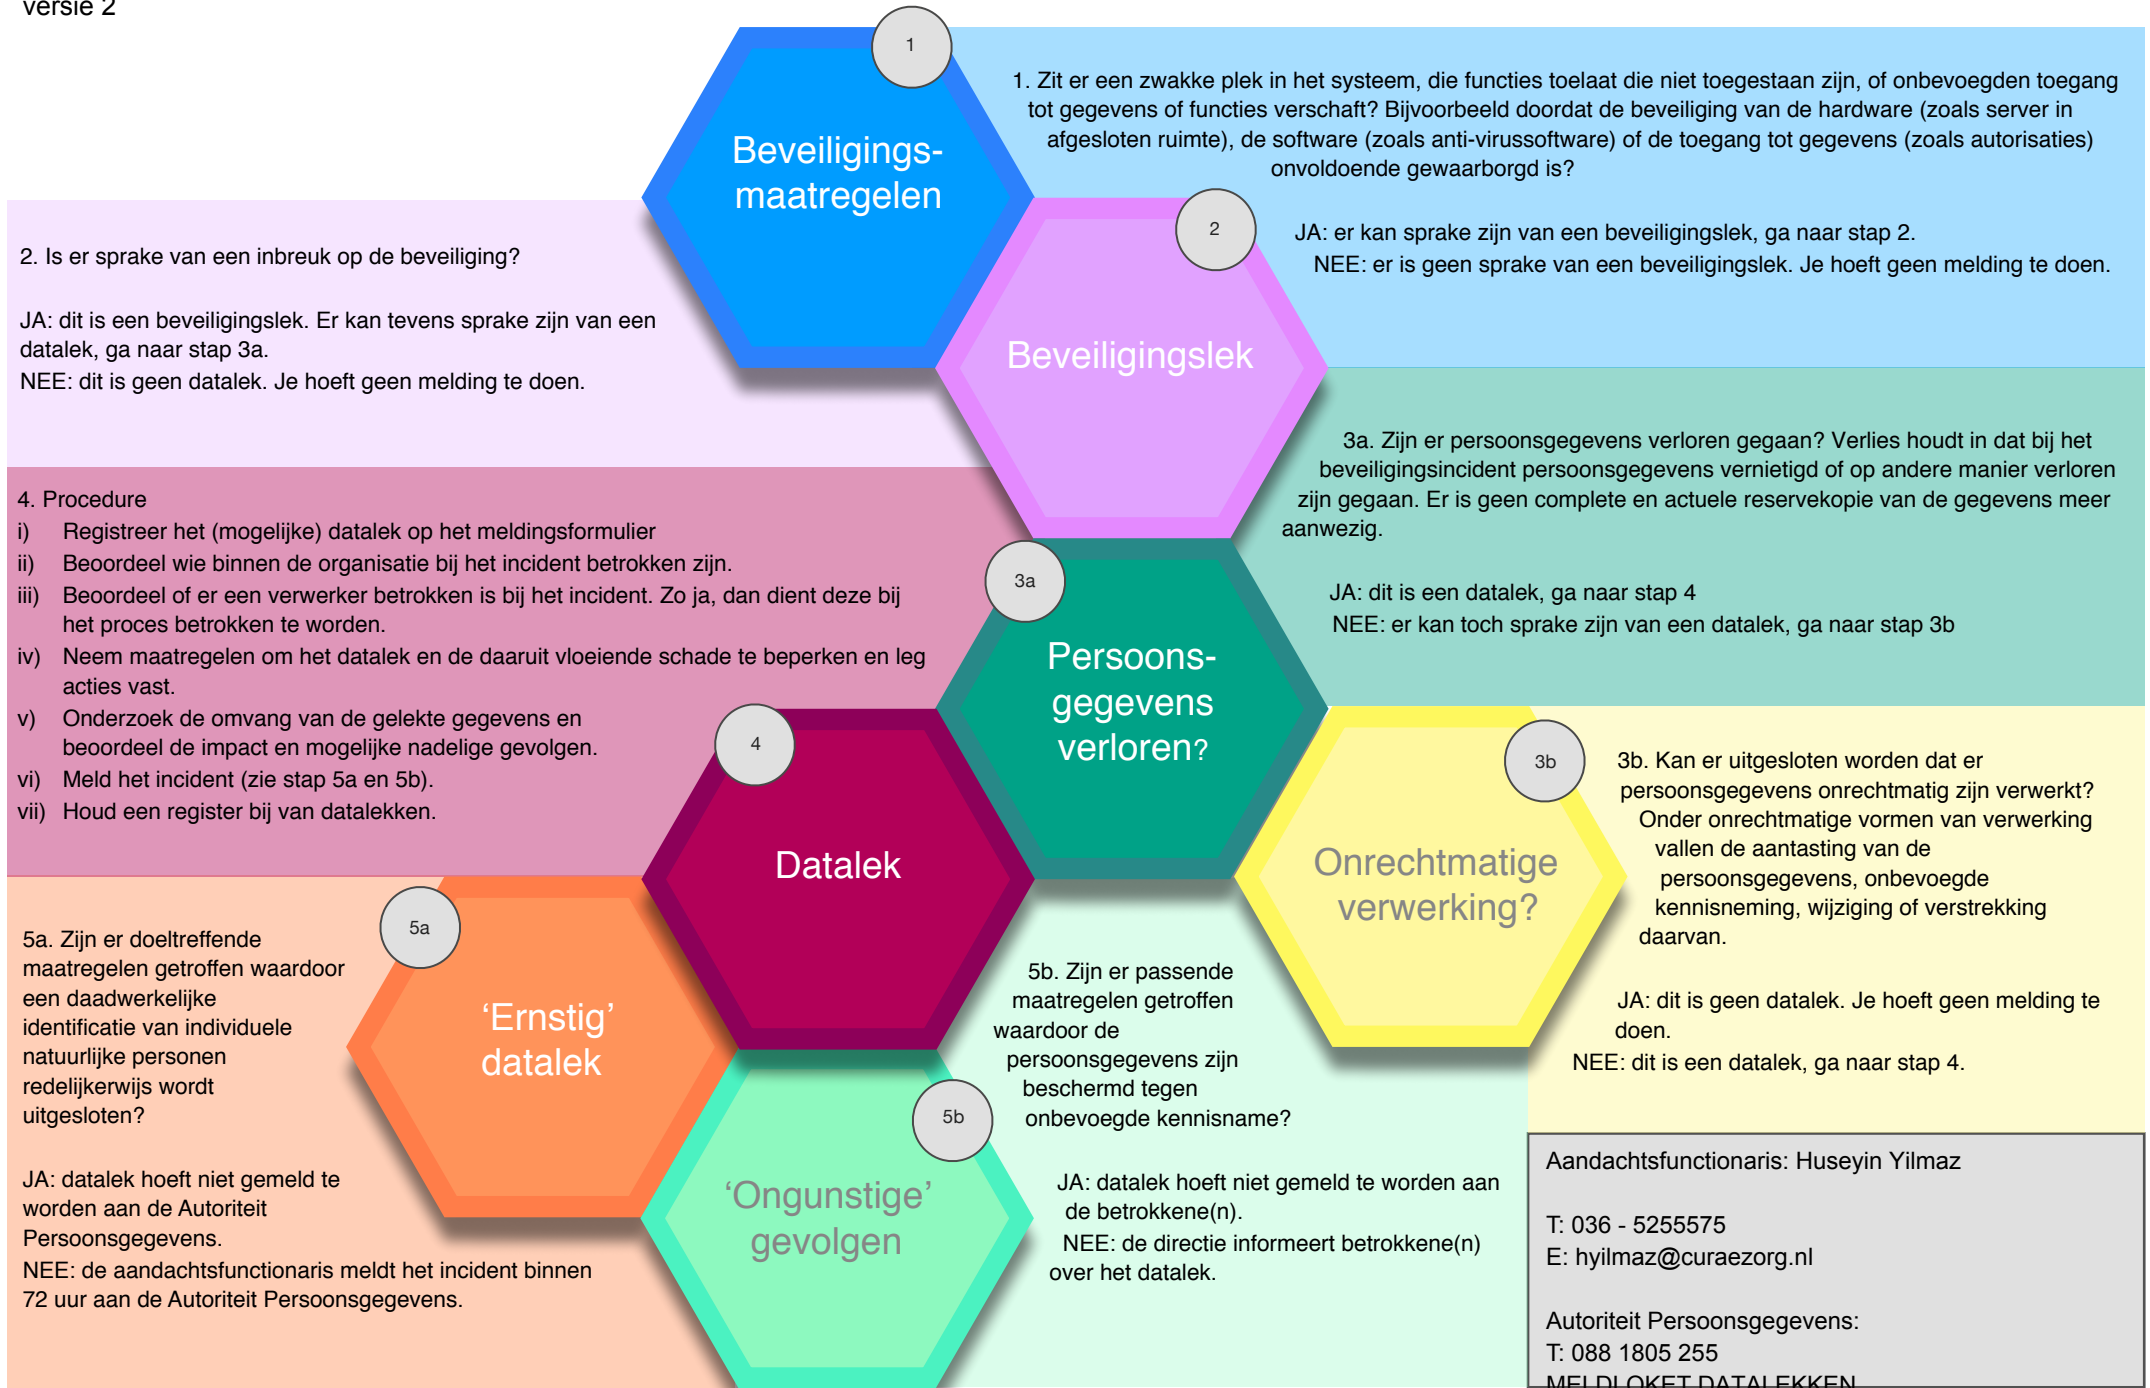 versie 2
1
Beveiligings-
maatregelen
1. Zit er een zwakke plek in het systeem, die functies toelaat die niet toegestaan zijn, of onbevoegden toegang
tot gegevens of functies verschaft? Bijvoorbeeld doordat de beveiliging van de hardware (zoals server in
afgesloten ruimte), de software (zoals anti-virussoftware) of de toegang tot gegevens (zoals autorisaties)
onvoldoende gewaarborgd is?
JA: er kan sprake zijn van een beveiligingslek, ga naar stap 2.
NEE: er is geen sprake van een beveiligingslek. Je hoeft geen melding te doen.
2
Beveiligingslek
2. Is er sprake van een inbreuk op de beveiliging?
JA: dit is een beveiligingslek. Er kan tevens sprake zijn van een
datalek, ga naar stap 3a.
NEE: dit is geen datalek. Je hoeft geen melding te doen.
3a
Persoons-
gegevens
verloren?
3a. Zijn er persoonsgegevens verloren gegaan? Verlies houdt in dat bij het
beveiligingsincident persoonsgegevens vernietigd of op andere manier verloren
zijn gegaan. Er is geen complete en actuele reservekopie van de gegevens meer
aanwezig.
JA: dit is een datalek, ga naar stap 4
NEE: er kan toch sprake zijn van een datalek, ga naar stap 3b
3b
Onrechtmatige
verwerking?
3b. Kan er uitgesloten worden dat er
persoonsgegevens onrechtmatig zijn verwerkt?
Onder onrechtmatige vormen van verwerking
vallen de aantasting van de
persoonsgegevens, onbevoegde
kennisneming, wijziging of verstrekking
daarvan.
JA: dit is geen datalek. Je hoeft geen melding te
doen.
NEE: dit is een datalek, ga naar stap 4.
4
Datalek
4. Procedure
i) Registreer het (mogelijke) datalek op het meldingsformulier
ii) Beoordeel wie binnen de organisatie bij het incident betrokken zijn.
iii) Beoordeel of er een verwerker betrokken is bij het incident. Zo ja, dan dient deze bij
het proces betrokken te worden.
iv) Neem maatregelen om het datalek en de daaruit vloeiende schade te beperken en leg
acties vast.
v) Onderzoek de omvang van de gelekte gegevens en
beoordeel de impact en mogelijke nadelige gevolgen.
vi) Meld het incident (zie stap 5a en 5b).
vii) Houd een register bij van datalekken.
5a
‘Ernstig’
datalek
5a. Zijn er doeltreffende
maatregelen getroffen waardoor
een daadwerkelijke
identificatie van individuele
natuurlijke personen
redelijkerwijs wordt
uitgesloten?
JA: datalek hoeft niet gemeld te
worden aan de Autoriteit
Persoonsgegevens.
NEE: de aandachtsfunctionaris meldt het incident binnen
72 uur aan de Autoriteit Persoonsgegevens.
5b
‘Ongunstige’
gevolgen
5b. Zijn er passende
maatregelen getroffen
waardoor de
persoonsgegevens zijn
beschermd tegen
onbevoegde kennisname?
JA: datalek hoeft niet gemeld te worden aan
de betrokkene(n).
NEE: de directie informeert betrokkene(n)
over het datalek.
Aandachtsfunctionaris: Huseyin Yilmaz
T: 036 - 5255575
E: hyilmaz@curaezorg.nl
Autoriteit Persoonsgegevens:
T: 088 1805 255
MELDLOKET DATALEKKEN